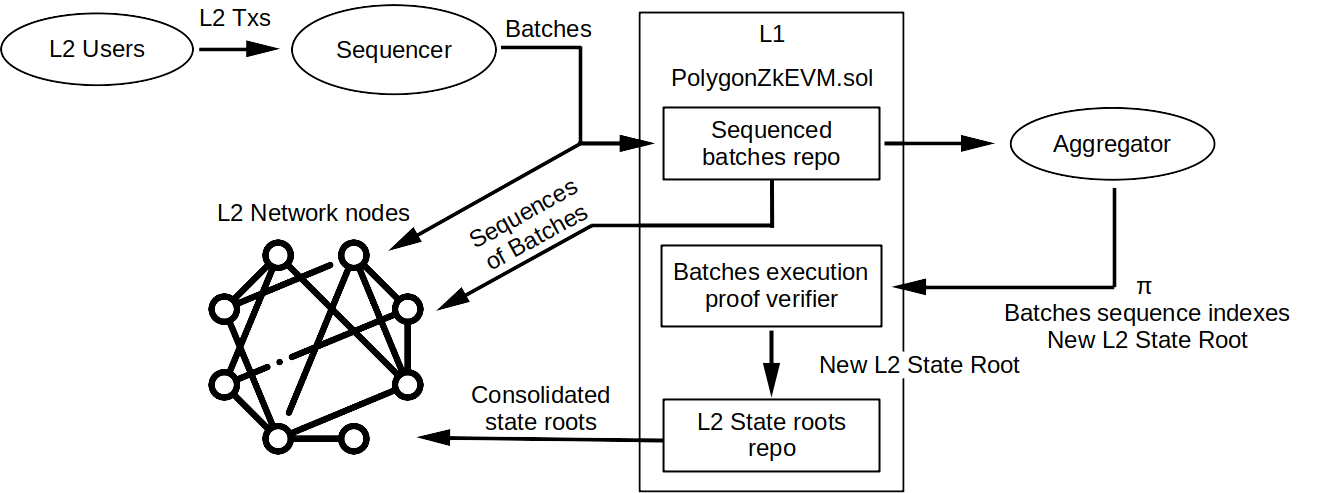 L2 Users
L2 Txs
Sequencer
Batches
L1
PolygonZkEVM.sol
Sequenced
batches repo
Aggregator
L2 Network nodes
Sequences
of Batches
Batches execution
proof verifier
π
Batches sequence indexes
New L2 State Root
New L2 State Root
Consolidated
state roots
L2 State roots
repo